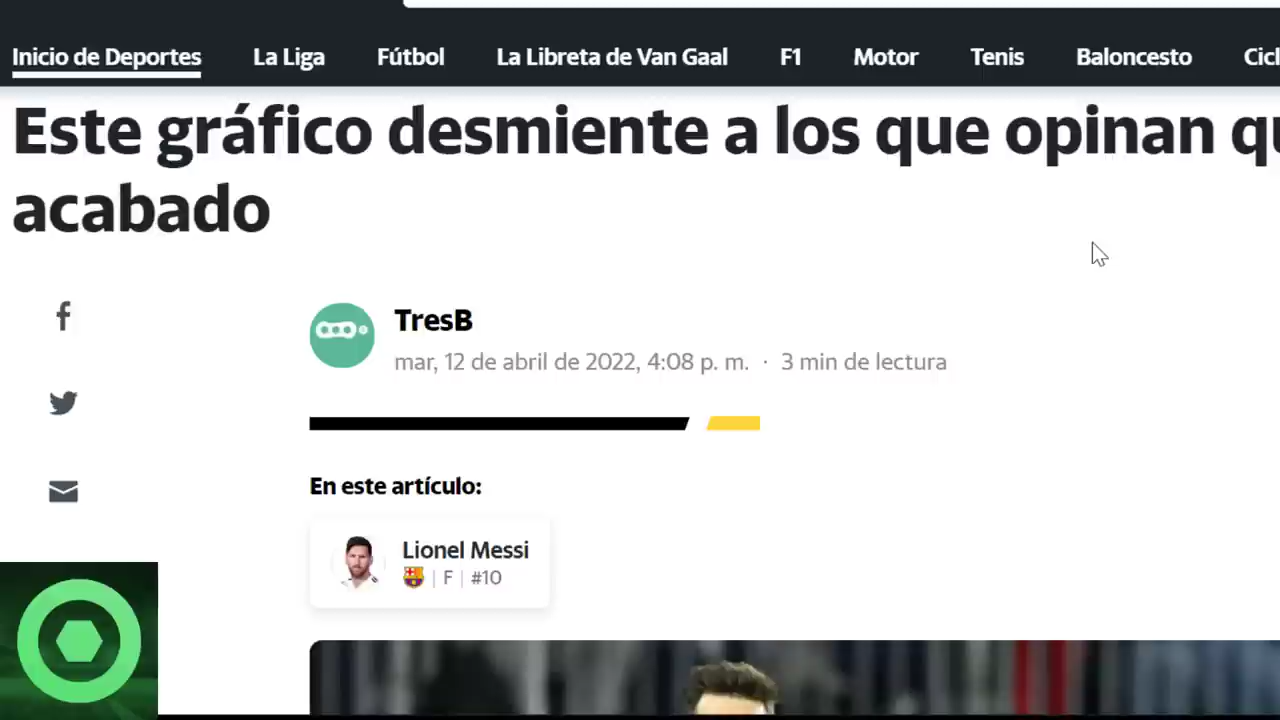 Inicio de Deportes La Liga Fútbol La Libreta de Van Gaal F1 Motor Tenis Baloncesto
Este gráfico desmiente a los que opinan
acabado
TresB
mar, 12 de abril de 2022, 4:08 p. m. · 3 min de lectura
En este artículo:
Lionel Messi
| F | #10